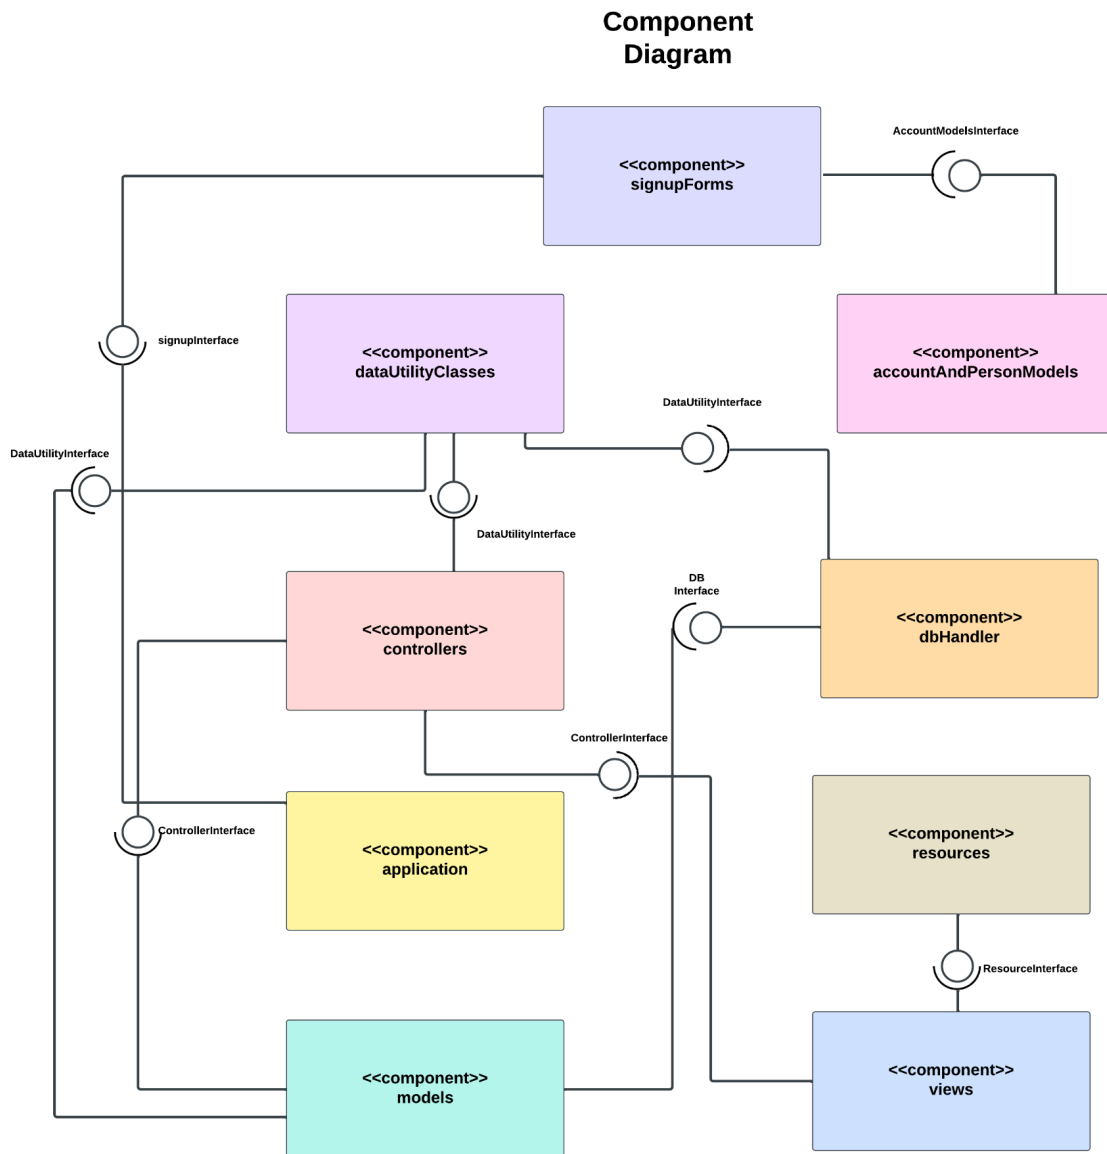 Component
Diagram
AccountModelsInterface
<<component>>
signupForms
signupInterface
<<component>>
dataUtilityClasses
<<component>>
accountAndPersonModels
DataUtilityInterface
DataUtilityInterface
DataUtilityInterface
DB
Interface
<<component>>
controllers
<<component>>
dbHandler
ControllerInterface
ControllerInterface
<<component>>
application
<<component>>
resources
ResourceInterface
<<component>>
models
<<component>>
views